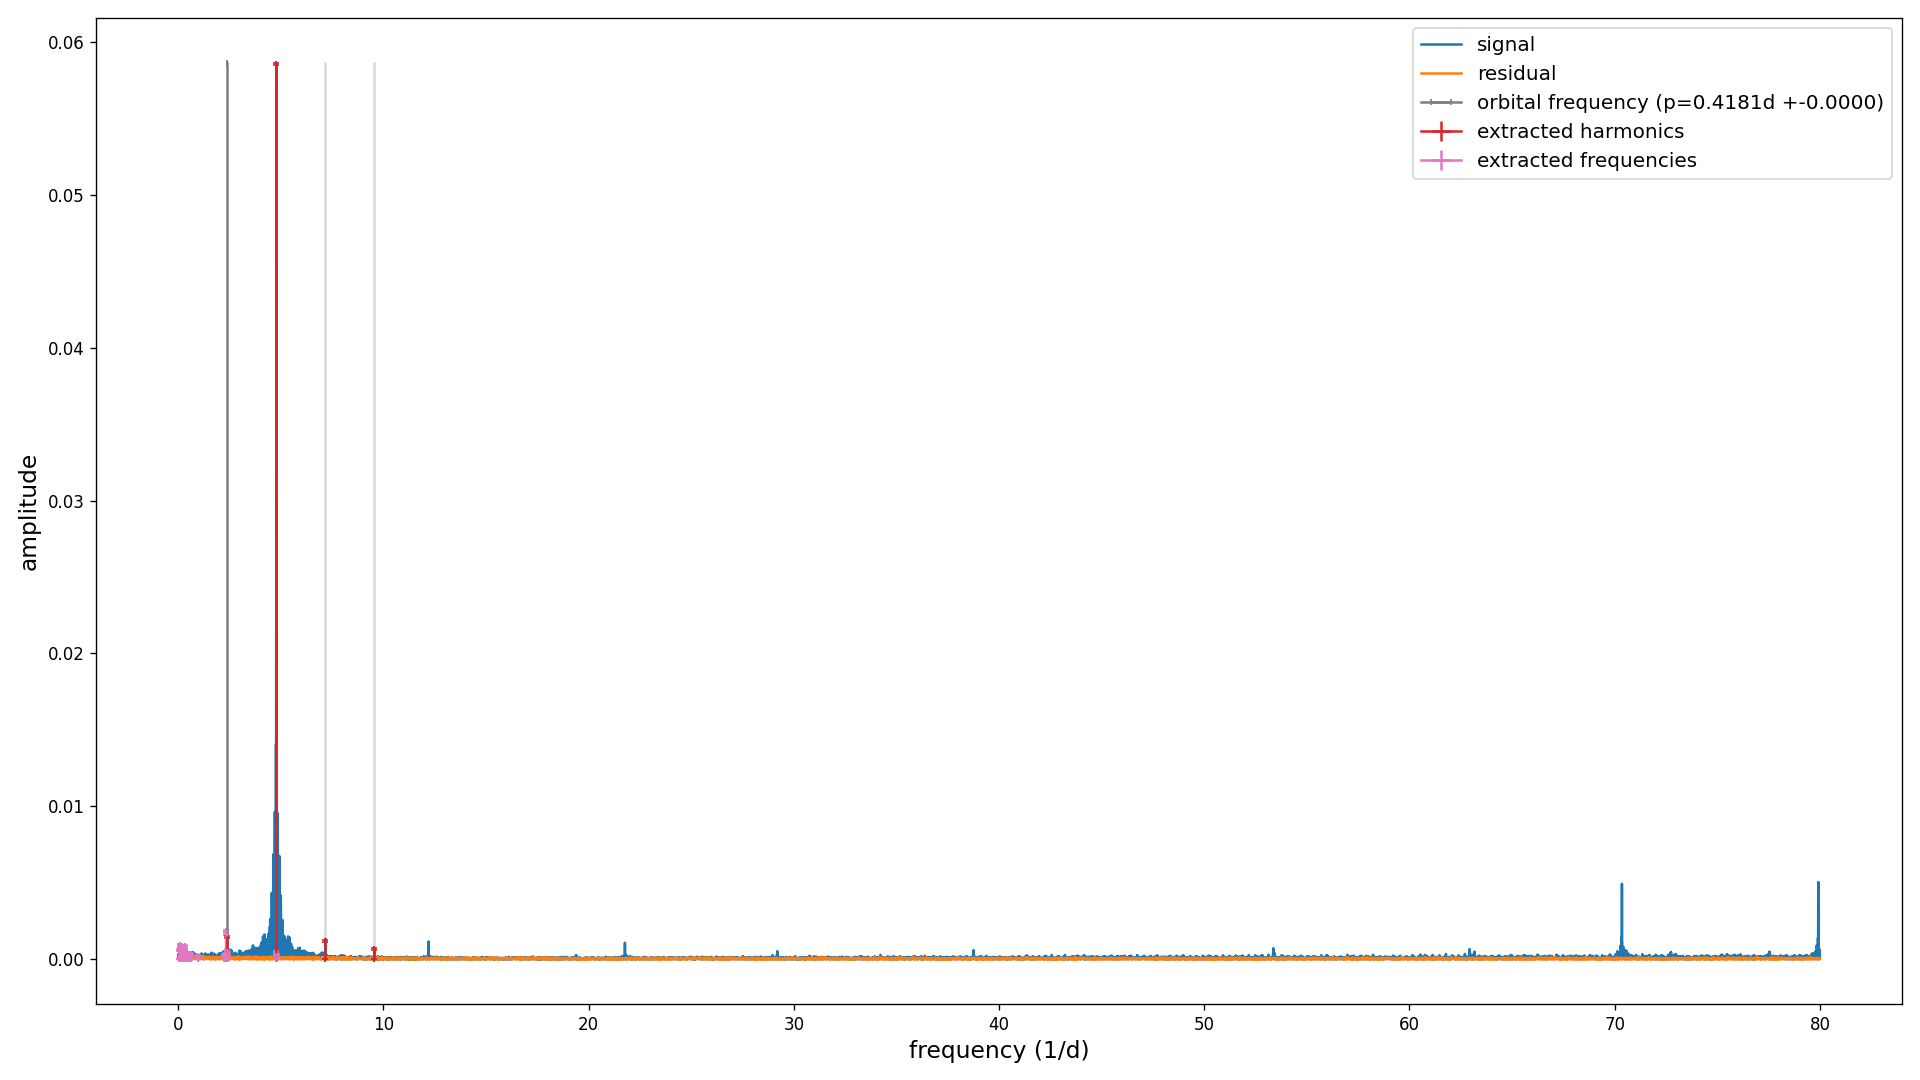 signal
residual
orbital frequency (p=0.4181d +-0.0000)
extracted harmonics
extracted frequencies
amplitude
0.06
0.05
0.04
0.03
0.02
0.01
0.00
0 10 20 30 40 50 60 70 80
frequency (1/d)